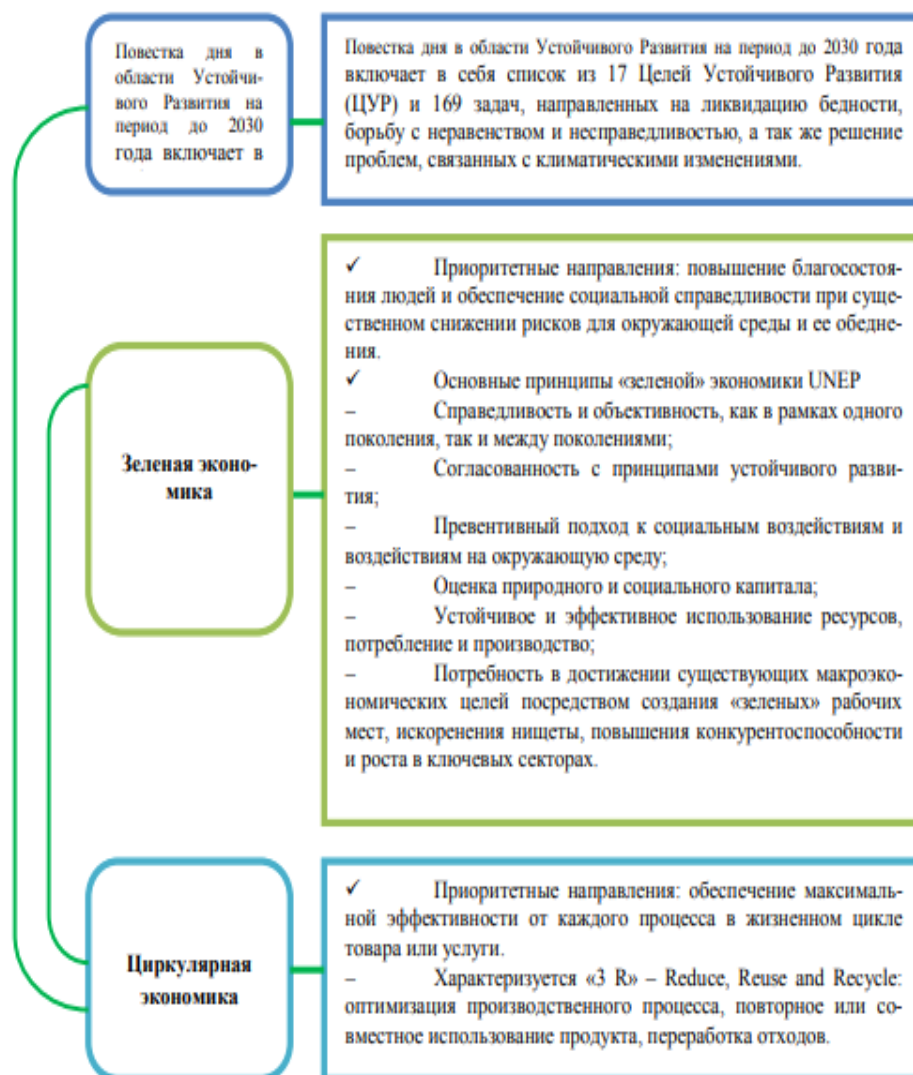 Повестка дня в
области Устойчи-
вого Развития на
период до 2030
года включает в
Повестка дня в области Устойчивого Развития на период до 2030 года
включает в себя список из 17 Целей Устойчивого Развития
(ЦУР) и 169 задач, направленных на ликвидацию бедности,
борьбу с неравенством и несправедливостью, а так же решение
проблем, связанных с климатическими изменениями.
Зеленая эконо-
мика
✓ Приоритетные направления: повышение благосостоя-
ния людей и обеспечение социальной справедливости при суще-
ственном снижении рисков для окружающей среды и ее обедне-
ния.
✓ Основные принципы «зеленой» экономики UNEP
– Справедливость и объективность, как в рамках одного
поколения, так и между поколениями;
– Согласованность с принципами устойчивого разви-
тия;
– Превентивный подход к социальным воздействиям и
воздействиям на окружающую среду;
– Оценка природного и социального капитала;
– Устойчивое и эффективное использование ресурсов,
потребление и производство;
– Потребность в достижении существующих макроэко-
номических целей посредством создания «зеленых» рабочих
мест, искоренения нищеты, повышения конкурентоспособности
и роста в ключевых секторах.
Циркулярная
экономика
✓ Приоритетные направления: обеспечение максималь-
ной эффективности от каждого процесса в жизненном цикле
товара или услуги.
– Характеризуется «3 R» – Reduce, Reuse and Recycle:
оптимизация производственного процесса, повторное или со-
вместное использование продукта, переработка отходов.